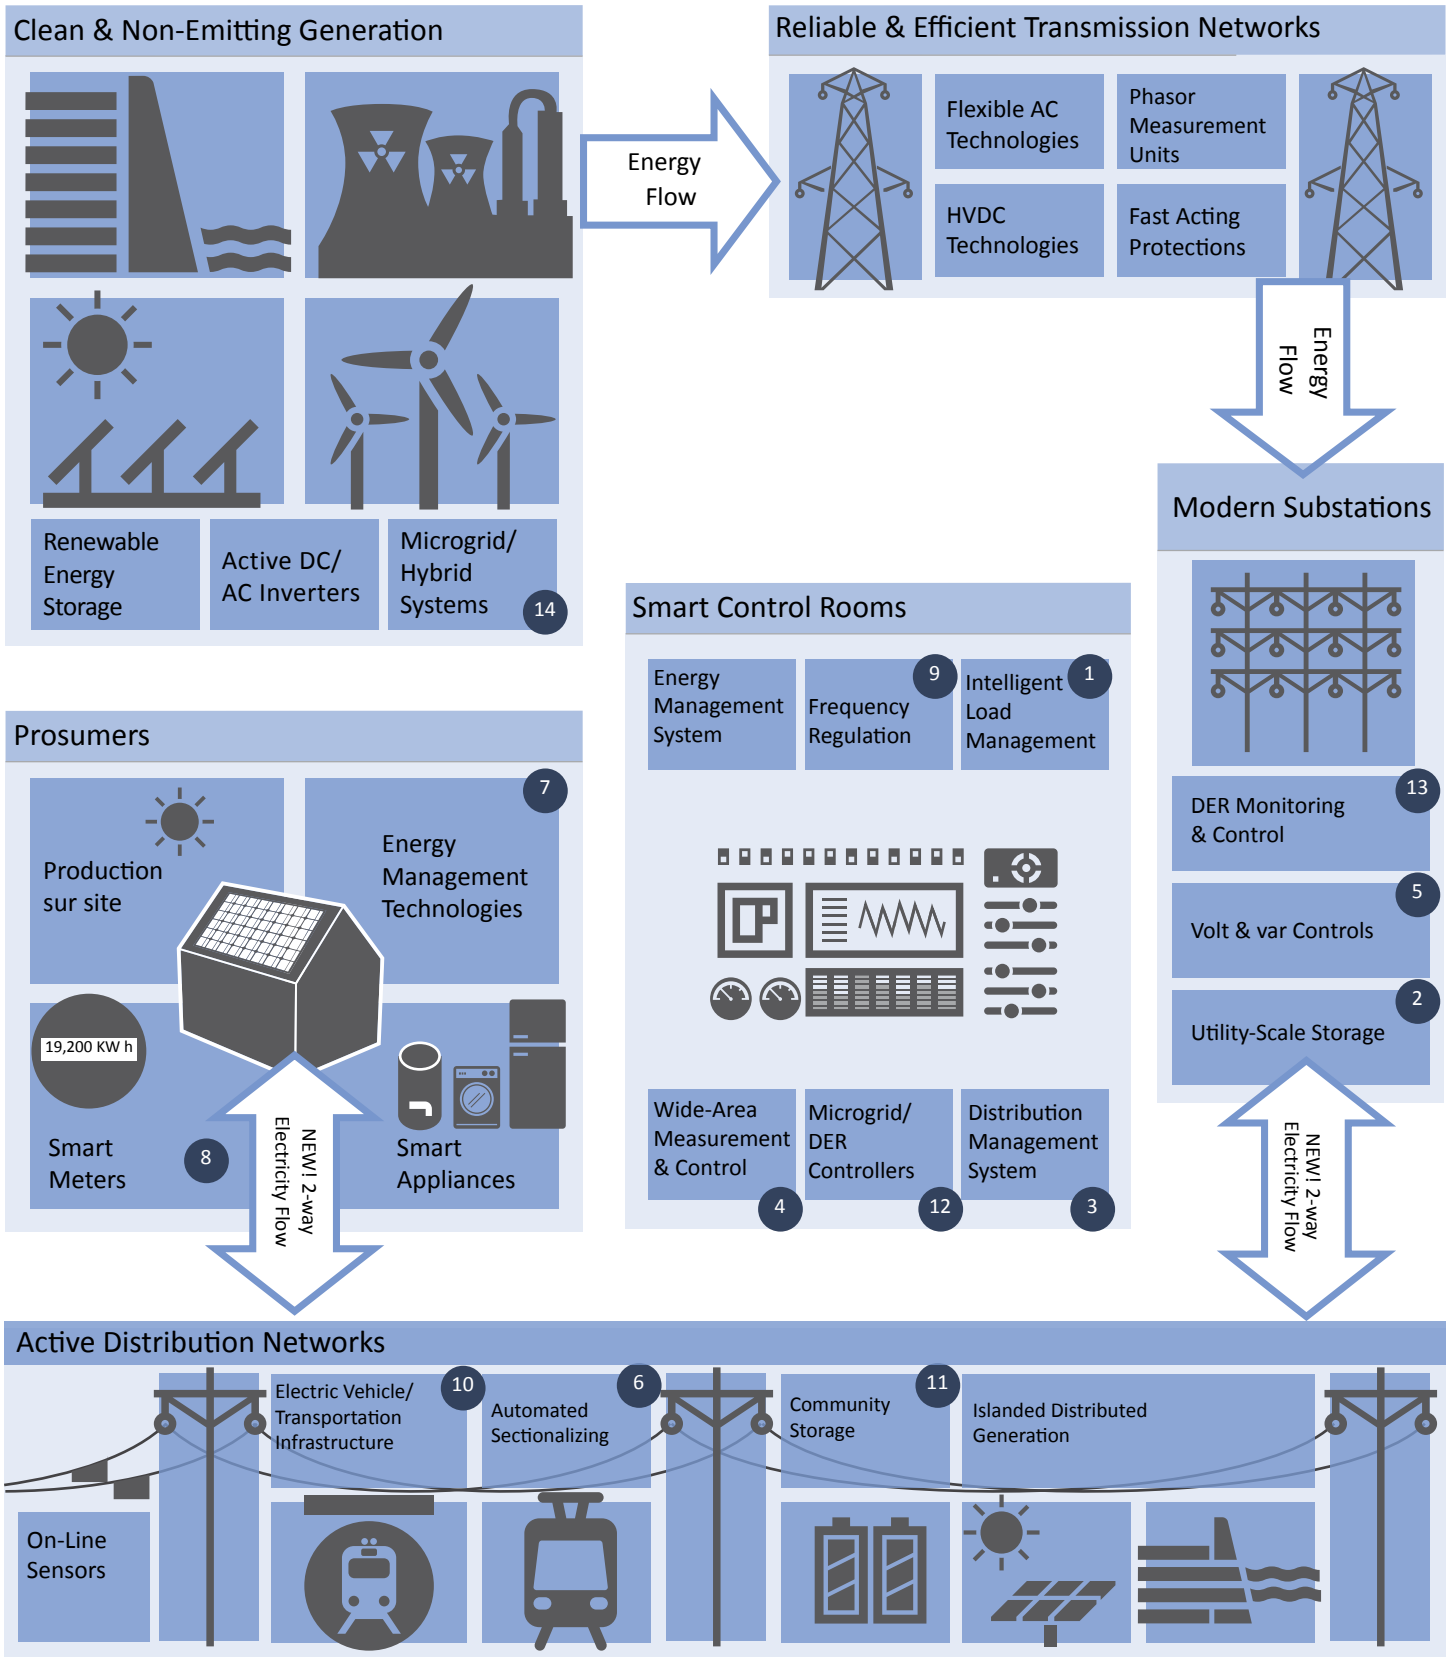 Clean & Non-Emitting Generation
Renewable
Energy
Storage
Active DC/
AC Inverters
Microgrid/
Hybrid
Systems
14
Energy
Flow
Reliable & Efficient Transmission Networks
Flexible AC
Technologies
Phasor
Measurement
Units
HVDC
Technologies
Fast Acting
Protections
Energy
Flow
Modern Substations
13
DER Monitoring
& Control
5
Volt & var Controls
2
Utility-Scale Storage
NEW! 2-way
Electricity Flow
Smart Control Rooms
Energy
Management
System
9
Frequency
Regulation
1
Intelligent
Load
Management
Wide-Area
Measurement
& Control
4
Microgrid/
DER
Controllers
12
Distribution
Management
System
3
Prosumers
Production
sur site
7
Energy
Management
Technologies
19,200 KW h
Smart
Meters
8
Smart
Appliances
NEW! 2-way
Electricity Flow
Active Distribution Networks
On-Line
Sensors
10
Electric Vehicle/
Transportation
Infrastructure
6
Automated
Sectionalizing
11
Community
Storage
Islanded Distributed
Generation